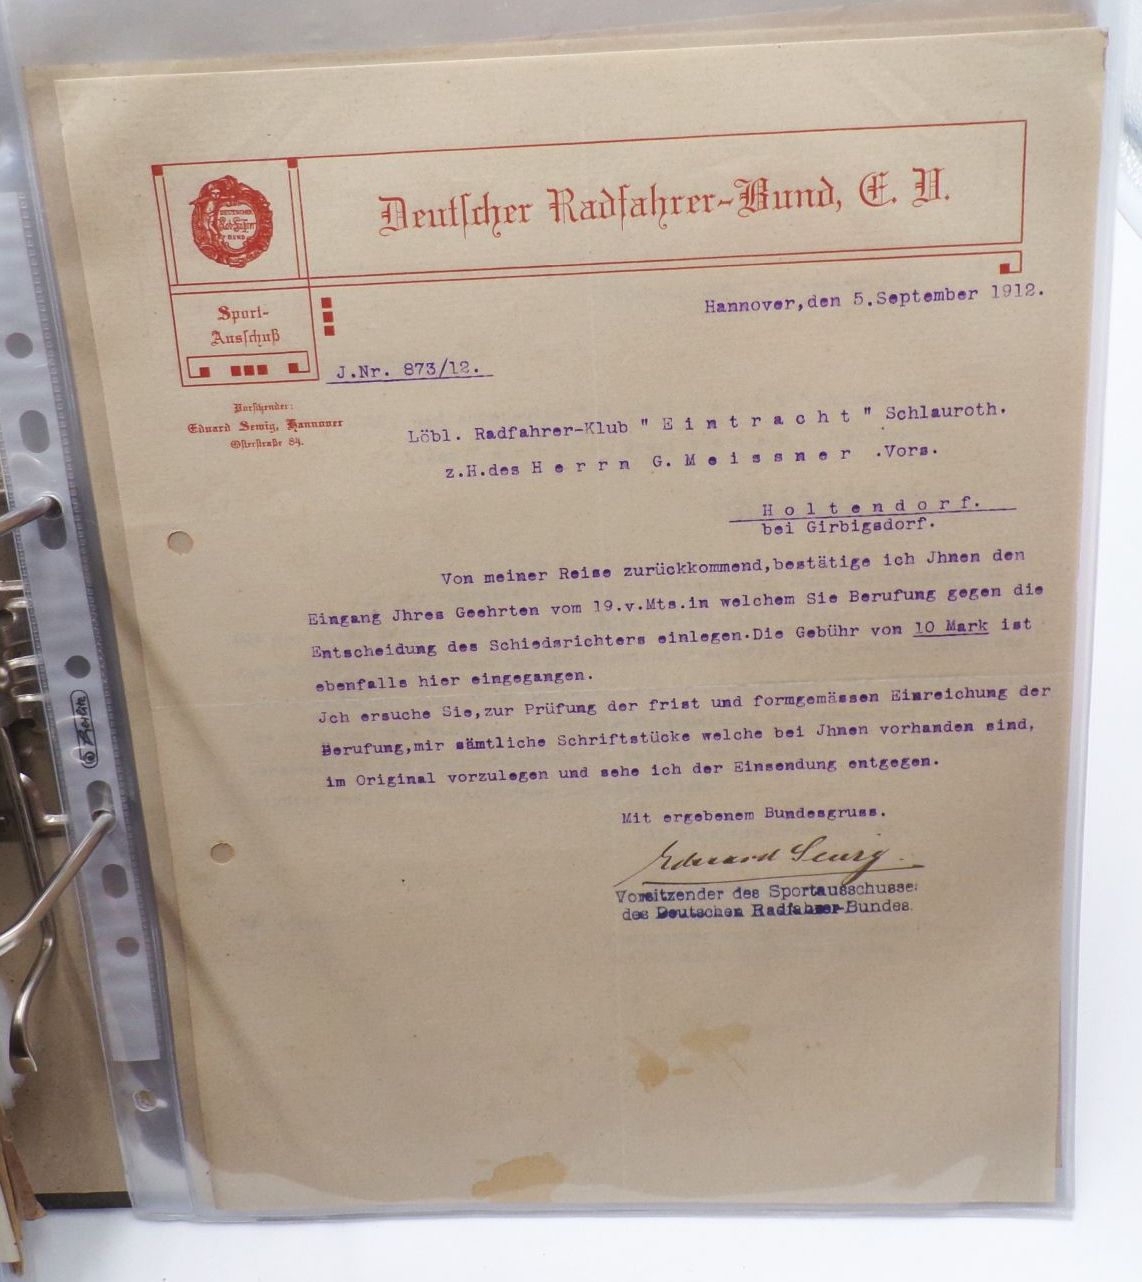 Deutscher Radfahrer-Bund, E. V.
DEUTSCHER
Rad-Fahrer
BUND
Sport-
Ausschuß
Hannover,den 5.September 1912.
J.Nr. 873/12.
Vorsitzender:
Eduard Sewig, Hannover
Osterstraße 84.
Löbl. Radfahrer-Klub " E i n t r a c h t " Schlauroth.
z.H.des H e r r n G. M e i s s n e r .Vors.
H o l t e n d o r f.
bei Girbigsdorf.
Von meiner Reise zurückkommend,bestätige ich Jhnen den
Eingang Jhres Geehrten vom 19.v.Mts.in welchem Sie Berufung gegen die
Entscheidung des Schiedsrichters einlegen.Die Gebühr von 10 Mark ist
ebenfalls hier eingegangen.
Jch ersuche Sie,zur Prüfung der frist und formgemässen Einreichung der
Berufung,mir sämtliche Schriftstücke welche bei Jhnen vorhanden sind,
im Original vorzulegen und sehe ich der Einsendung entgegen.
Mit ergebenem Bundesgruss.
Eduard Sewig.
Vorsitzender des Sportausschusses
des Deutschen Radfahrer-Bundes.